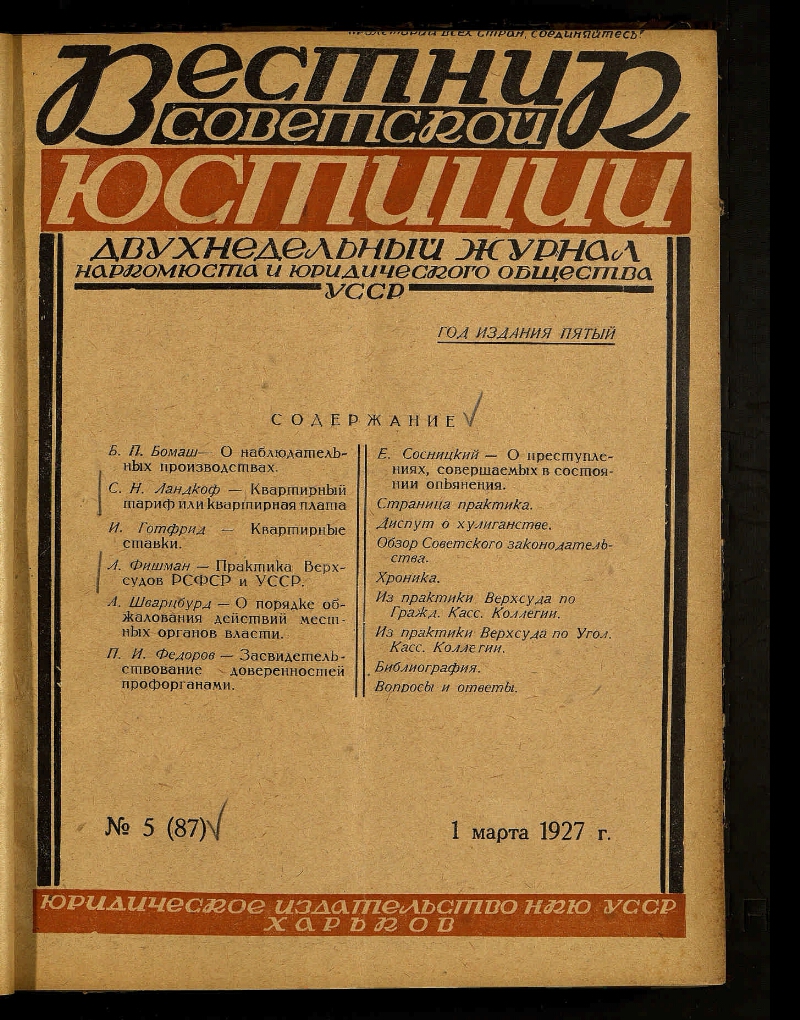 Пролетарии всех стран, соединяйтесь!
Вестник
советской
юстиции
двухнедельный журнал
наркомюста и юридического общества
УССР
ГОД ИЗДАНИЯ ПЯТЫЙ
СОДЕРЖАНИЕ
Б. П. Бомаш— О наблюдатель-
ных производствах.
С. Н. Ландкоф — Квартирный
тариф или квартирная плата
И. Готфрид — Квартирные
ставки.
Л. Фишман — Практика Верх-
судов РСФСР и УССР.
А. Шварцбурд — О порядке об-
жалования действий мест-
ных органов власти.
П. И. Федоров — Засвидетель-
ствование доверенностей
профорганами.
Е. Сосницкий — О преступле-
ниях, совершаемых в состоя-
нии опьянения.
Страница практики.
Диспут о хулиганстве.
Обзор Советского законодатель-
ства.
Хроника.
Из практики Верхсуда по
Гражд. Касс. Коллегии.
Из практики Верхсуда по Угол.
Касс. Коллегии.
Библиография.
Вопросы и ответы.
№ 5 (87)
1 марта 1927 г.
юридическое издательство НКЮ УССР
Харьков